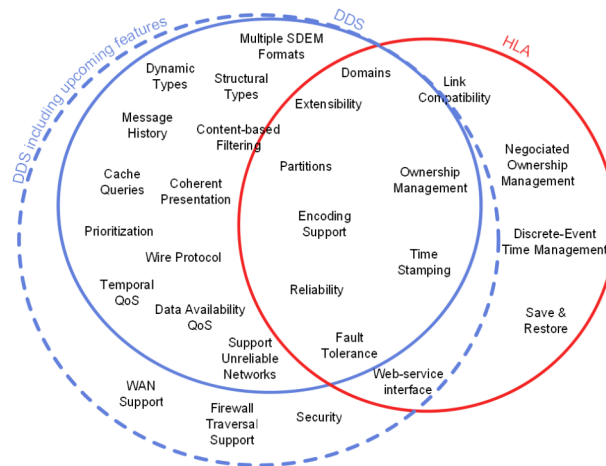 DDS
HLA
DDS including upcoming features
Multiple SDEM
Formats
Domains
Link
Compatibility
Dynamic
Types
Structural
Types
Extensibility
Message
History
Content-based
Filtering
Negociated
Ownership
Management
Partitions
Ownership
Management
Cache
Queries
Coherent
Presentation
Encoding
Support
Prioritization
Discrete-Event
Time Management
Wire Protocol
Time
Stamping
Temporal
QoS
Reliability
Data Availability
QoS
Save &
Restore
Support
Unreliable
Networks
Fault
Tolerance
Web-service
interface
WAN
Support
Firewall
Traversal
Support
Security